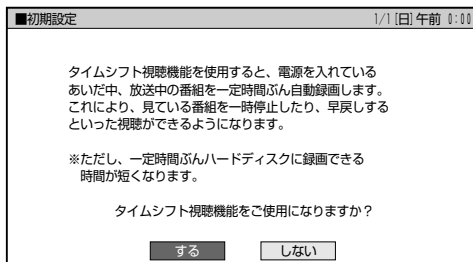 ■初期設定 1/1[日]午前 0:00
タイムシフト視聴機能を使用すると、電源を入れている
あいだ中、放送中の番組を一定時間ぶん自動録画します。
これにより、見ている番組を一時停止したり、早戻しする
といった視聴ができるようになります。
※ただし、一定時間ぶんハードディスクに録画できる
時間が短くなります。
タイムシフト視聴機能をご使用になりますか？
する しない